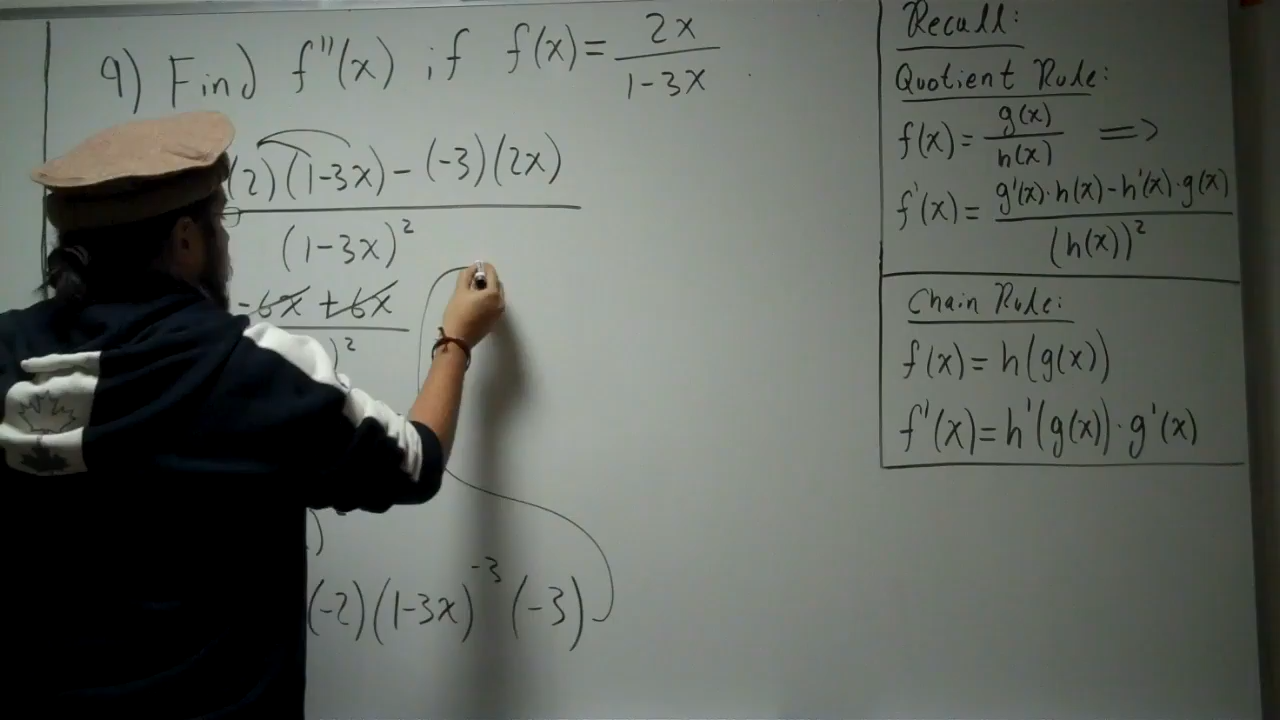 9) Find f''(x) if f(x)= 2x
1-3x
(2)(1-3x)-(-3)(2x)
(1-3x)²
-6x +6x
)²
)
(-2)(1-3x)⁻³(-3)
Recall:
Quotient Rule:
f(x)= g(x) =>
h(x)
f'(x)= g'(x)·h(x)-h'(x)·g(x)
(h(x))²
Chain Rule:
f(x)=h(g(x))
f'(x)=h'(g(x))·g'(x)